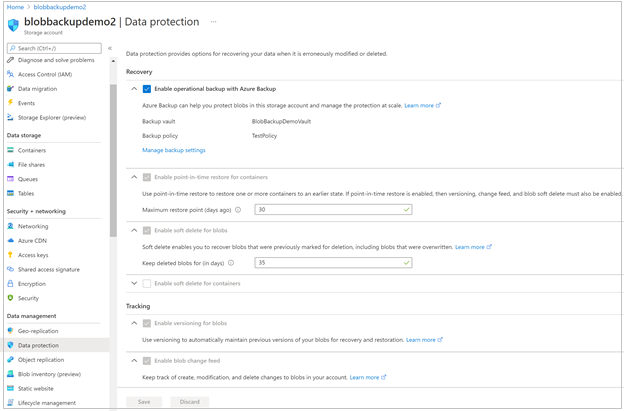 Home > blobbackupdemo2 >
blobbackupdemo2 | Data protection ...
Storage account
Search (Ctrl+/)
«
Diagnose and solve problems
Access Control (IAM)
Data migration
Events
Storage Explorer (preview)
Data storage
Containers
File shares
Queues
Tables
Security + networking
Networking
Azure CDN
Access keys
Shared access signature
Encryption
Security
Data management
Geo-replication
Data protection
Object replication
Blob inventory (preview)
Static website
Lifecycle management
Data protection provides options for recovering your data when it is erroneously modified or deleted.
Recovery
Enable operational backup with Azure Backup
Azure Backup can help you protect blobs in this storage account and manage the protection at scale. Learn more
Backup vault BlobBackupDemoVault
Backup policy TestPolicy
Manage backup settings
Enable point-in-time restore for containers
Use point-in-time restore to restore one or more containers to an earlier state. If point-in-time restore is enabled, then versioning, change feed, and blob soft delete must also be enabled.
Maximum restore point (days ago) 30
Enable soft delete for blobs
Soft delete enables you to recover blobs that were previously marked for deletion, including blobs that were overwritten. Learn more
Keep deleted blobs for (in days) 35
Enable soft delete for containers
Tracking
Enable versioning for blobs
Use versioning to automatically maintain previous versions of your blobs for recovery and restoration. Learn more
Enable blob change feed
Keep track of create, modification, and delete changes to blobs in your account. Learn more
Save Discard